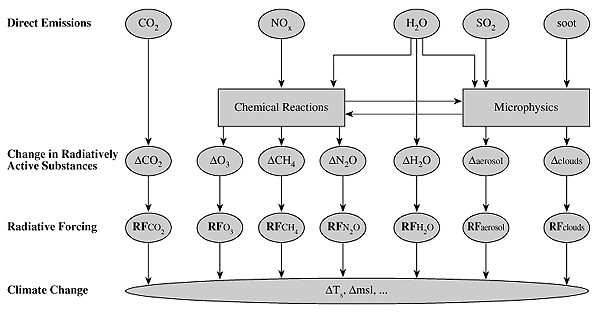 Direct Emissions CO₂ NOₓ H₂O SO₂ soot
Chemical Reactions Microphysics
Change in Radiatively
Active Substances ΔCO₂ ΔO₃ ΔCH₄ ΔN₂O ΔH₂O Δaerosol Δclouds
Radiative Forcing RFCO₂ RFO₃ RFCH₄ RFN₂O RFH₂O RFaerosol RFclouds
Climate Change ΔTₛ, Δmsl, ...